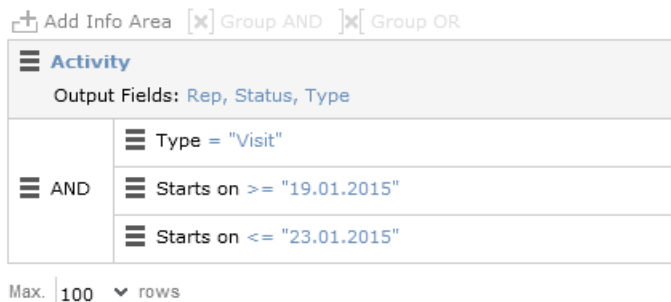 Add Info Area [x] Group AND ]x[ Group OR
Activity
Output Fields: Rep, Status, Type
AND
Type = "Visit"
Starts on >= "19.01.2015"
Starts on <= "23.01.2015"
Max. 100 rows